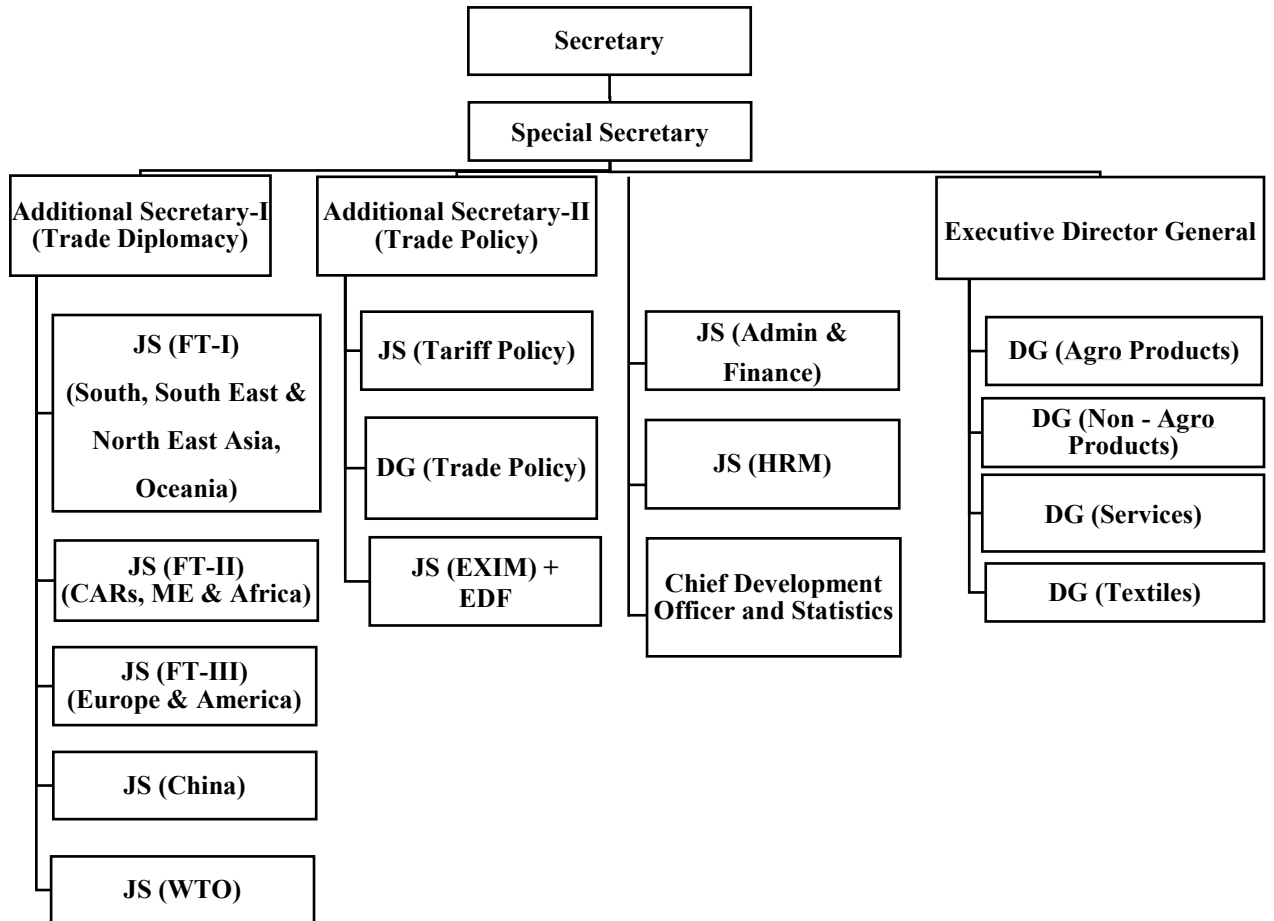 Secretary
Special Secretary
Additional Secretary-I
(Trade Diplomacy)
JS (FT-I)
(South, South East &
North East Asia,
Oceania)
JS (FT-II)
(CARs, ME & Africa)
JS (FT-III)
(Europe & America)
JS (China)
JS (WTO)
Additional Secretary-II
(Trade Policy)
JS (Tariff Policy)
DG (Trade Policy)
JS (EXIM) +
EDF
JS (Admin &
Finance)
JS (HRM)
Chief Development
Officer and Statistics
Executive Director General
DG (Agro Products)
DG (Non - Agro
Products)
DG (Services)
DG (Textiles)